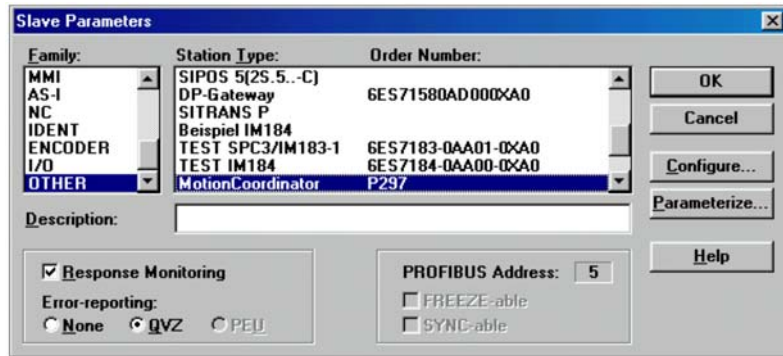 Slave Parameters
Family:
MMI
AS-I
NC
IDENT
ENCODER
I/O
OTHER
Station Type: Order Number:
SIPOS 5(2S.5..-C)
DP-Gateway 6ES71580AD000XA0
SITRANS P
Beispiel IM184
TEST SPC3/IM183-1 6ES7183-0AA01-0XA0
TEST IM184 6ES7184-0AA00-0XA0
MotionCoordinator P297
OK
Cancel
Configure...
Parameterize...
Help
Description:
Response Monitoring
Error-reporting:
None QVZ PEU
PROFIBUS Address: 5
FREEZE-able
SYNC-able